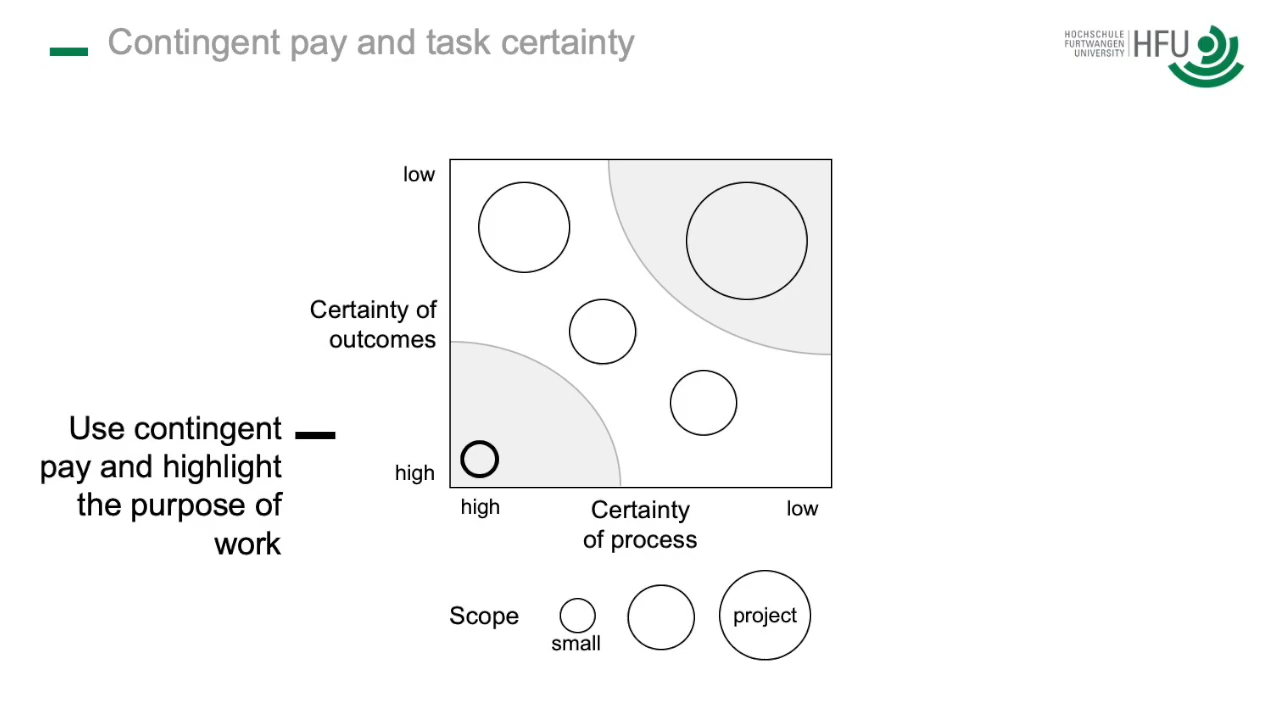 Contingent pay and task certainty
HOCHSCHULE
FURTWANGEN
UNIVERSITY
HFU
low
Certainty of
outcomes
Use contingent
pay and highlight
the purpose of
work
high
high
Certainty
of process
low
Scope
small
project